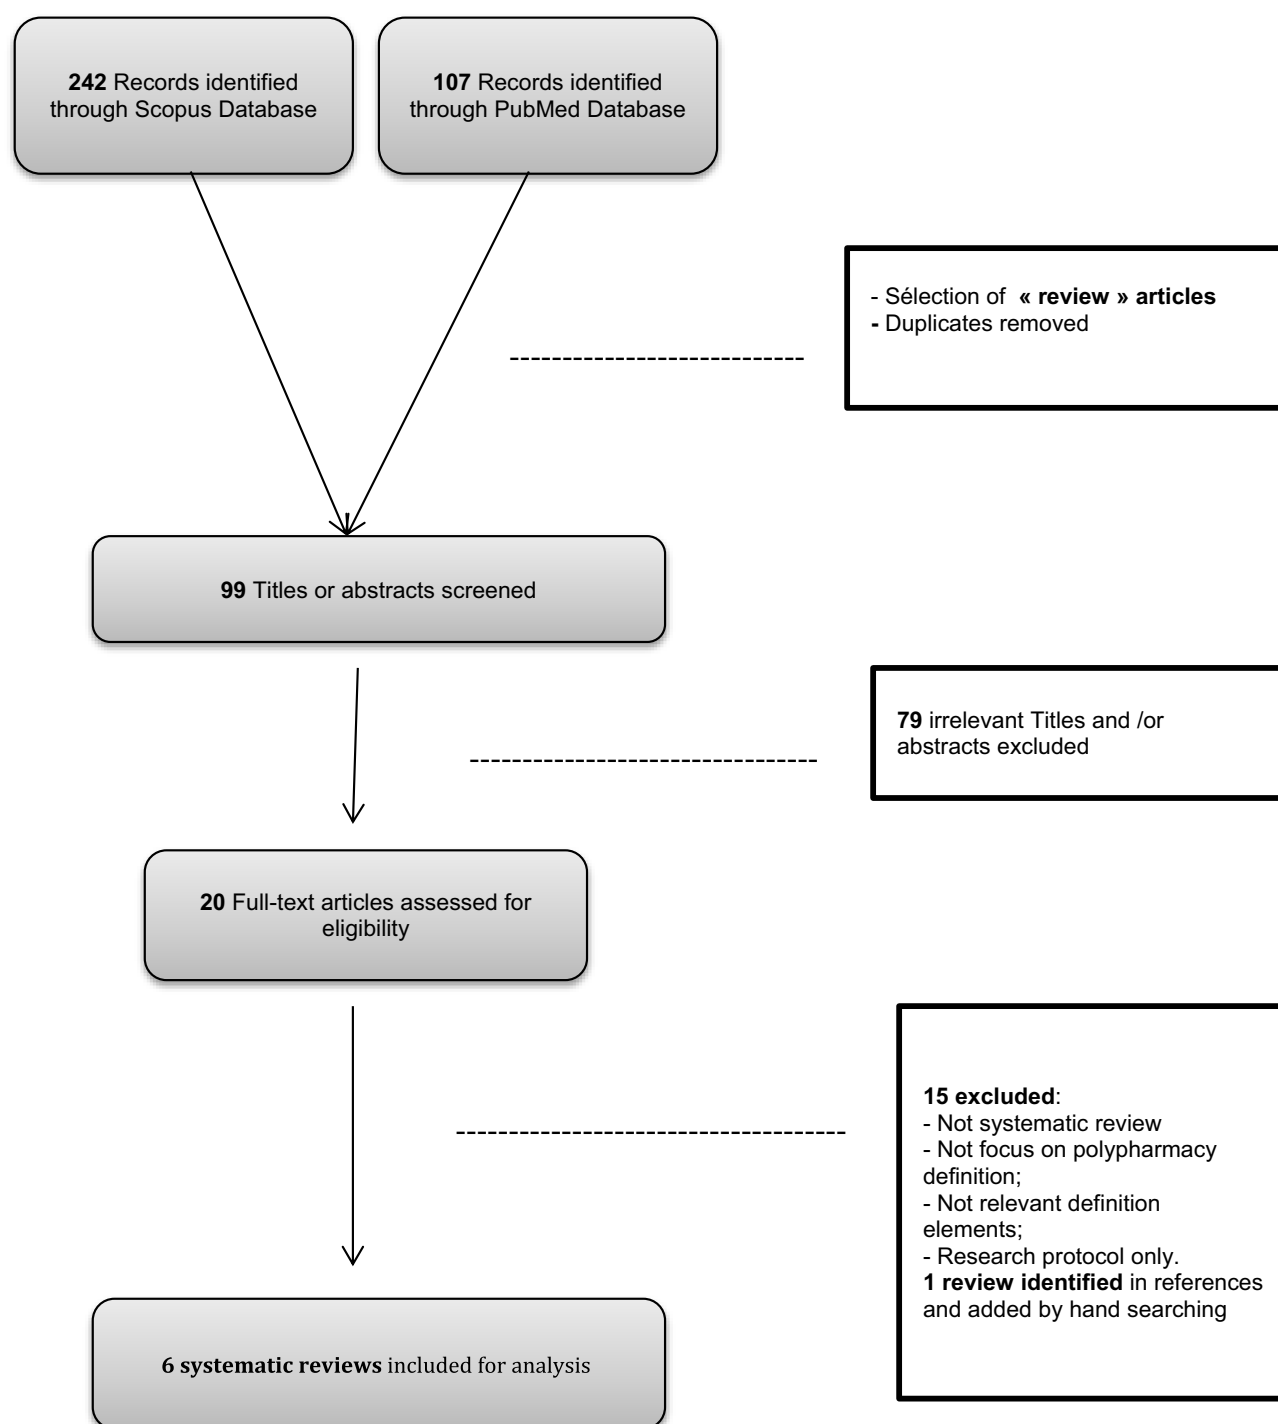 242 Records identified
through Scopus Database
107 Records identified
through PubMed Database
- Sélection of « review » articles
- Duplicates removed
99 Titles or abstracts screened
79 irrelevant Titles and /or
abstracts excluded
20 Full-text articles assessed for
eligibility
15 excluded:
- Not systematic review
- Not focus on polypharmacy
definition;
- Not relevant definition
elements;
- Research protocol only.
1 review identified in references
and added by hand searching
6 systematic reviews included for analysis